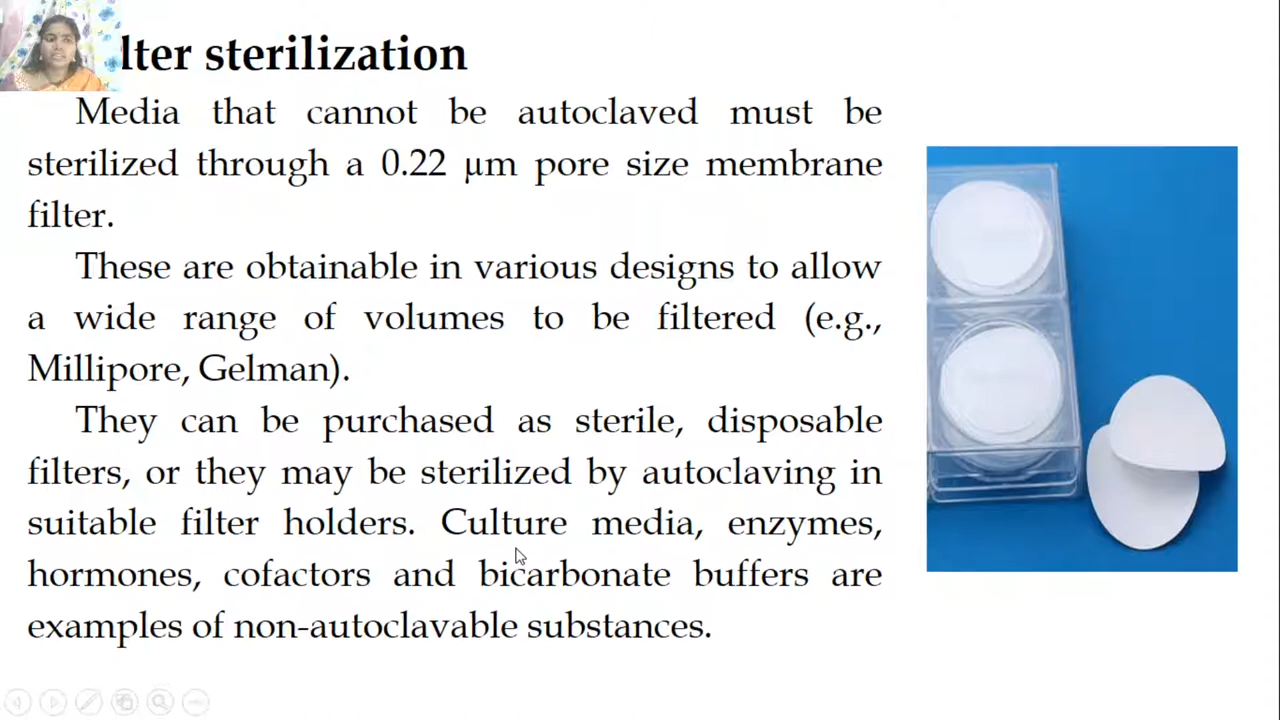 lter sterilization
Media that cannot be autoclaved must be
sterilized through a 0.22 µm pore size membrane
filter.
These are obtainable in various designs to allow
a wide range of volumes to be filtered (e.g.,
Millipore, Gelman).
They can be purchased as sterile, disposable
filters, or they may be sterilized by autoclaving in
suitable filter holders. Culture media, enzymes,
hormones, cofactors and bicarbonate buffers are
examples of non-autoclavable substances.